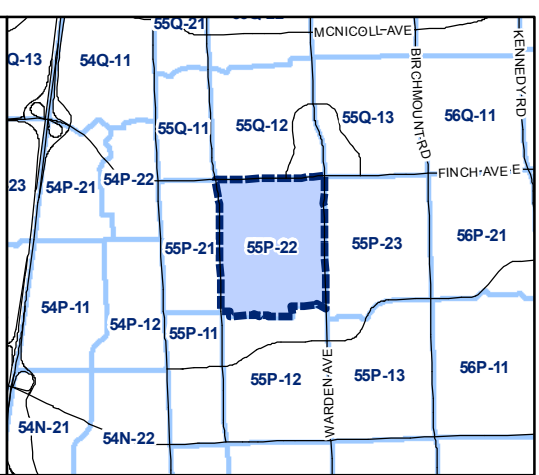 55Q-21
MCNICOLL AVE
KENNEDY RD
Q-13
54Q-11
BIRCHMOUNT RD
55Q-11
55Q-12
55Q-13
56Q-11
FINCH AVE E
23
54P-21
54P-22
55P-21
55P-22
55P-23
56P-21
54P-11
54P-12
55P-11
55P-12
55P-13
56P-11
WARDEN AVE
54N-21
54N-22